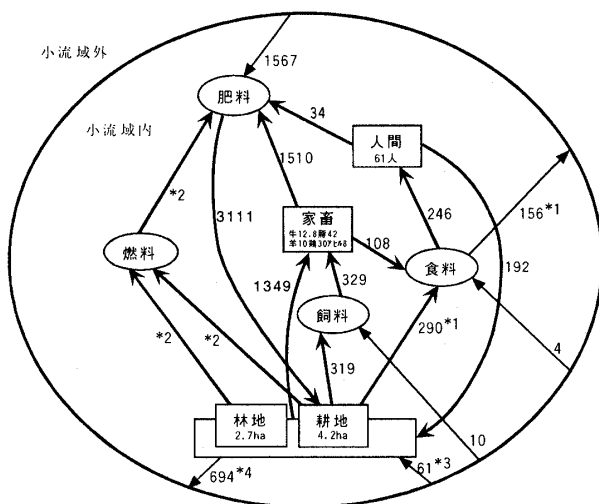 小流域外
1567
肥料
34
小流域内
人間
61人
1510
*2
3111
家畜
牛12.8豚42
羊10鶏30アヒル8
246
156*1
108
燃料
食料
192
1349
329
飼料
*2
*2
290*1
319
4
林地
2.7ha
耕地
4.2ha
10
694*4
61*3